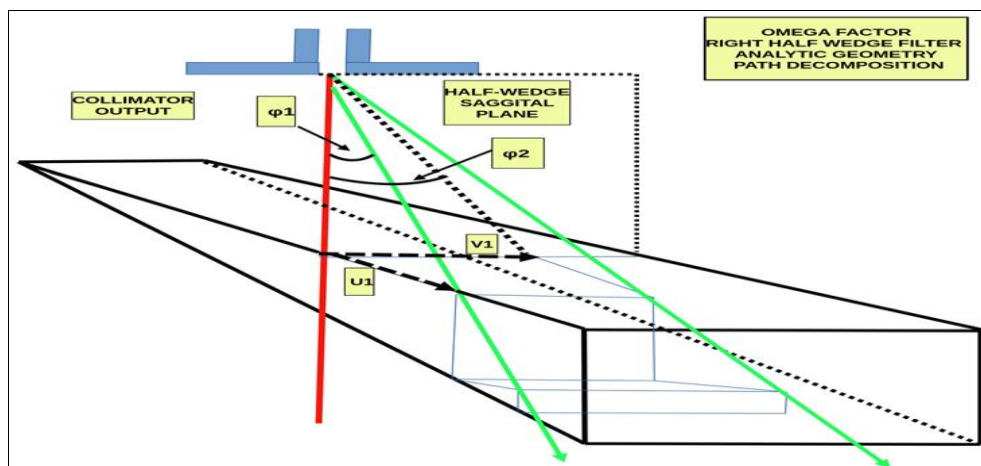 OMEGA FACTOR
RIGHT HALF WEDGE FILTER
ANALYTIC GEOMETRY
PATH DECOMPOSITION
COLLIMATOR
OUTPUT
HALF-WEDGE
SAGGITAL
PLANE
φ1
φ2
V1
U1